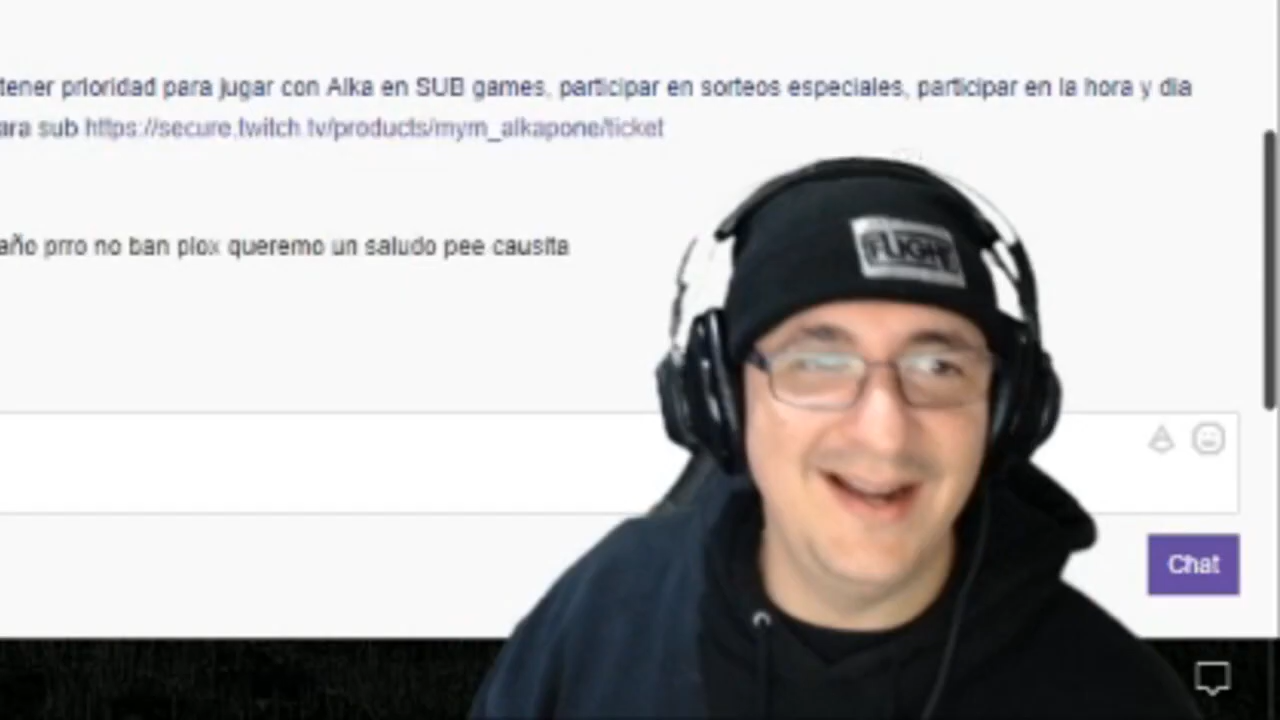 tener prioridad para jugar con Alka en SUB games, participar en sorteos especiales, participar en la hora y dia
ara sub https://secure.twitch.tv/products/mym_alkapone/ticket
año prro no ban plox queremo un saludo pee causita
FLIGHT
Chat